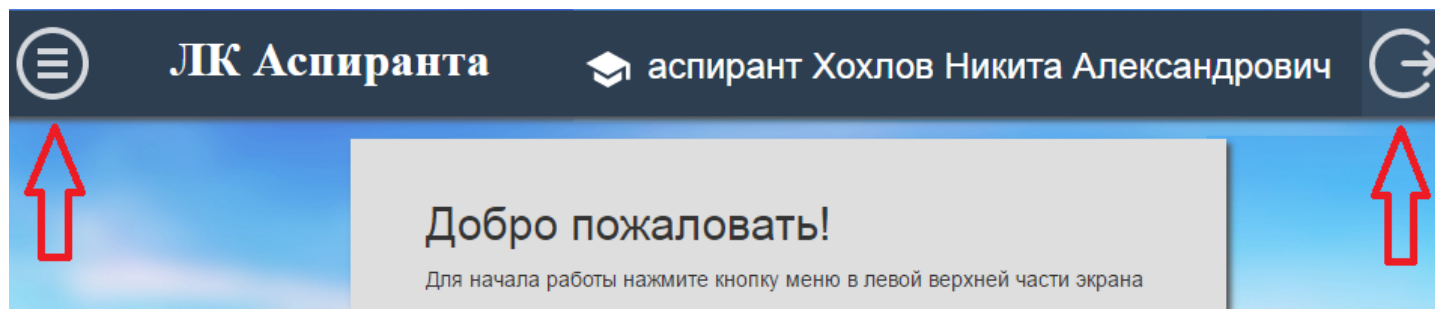 ЛК Аспиранта
аспирант Хохлов Никита Александрович
Добро пожаловать!
Для начала работы нажмите кнопку меню в левой верхней части экрана